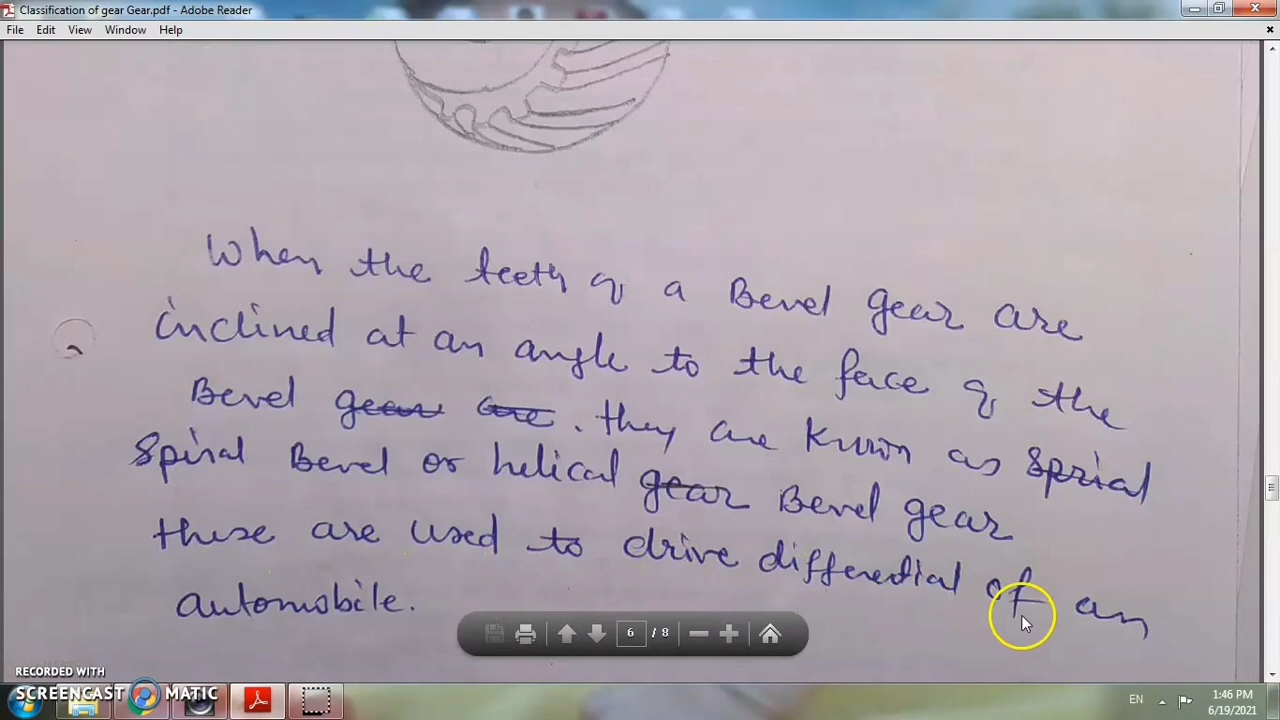 Classification of gear Gear.pdf - Adobe Reader
File Edit View Window Help
When the teeth of a Bevel gear are
inclined at an angle to the face of the
Bevel gear are. they are Known as Sprial
Spiral Bevel or helical gear Bevel gear
these are used to drive differential of an
automobile.
6 / 8
RECORDED WITH
SCREENCAST MATIC
EN
1:46 PM
6/19/2021